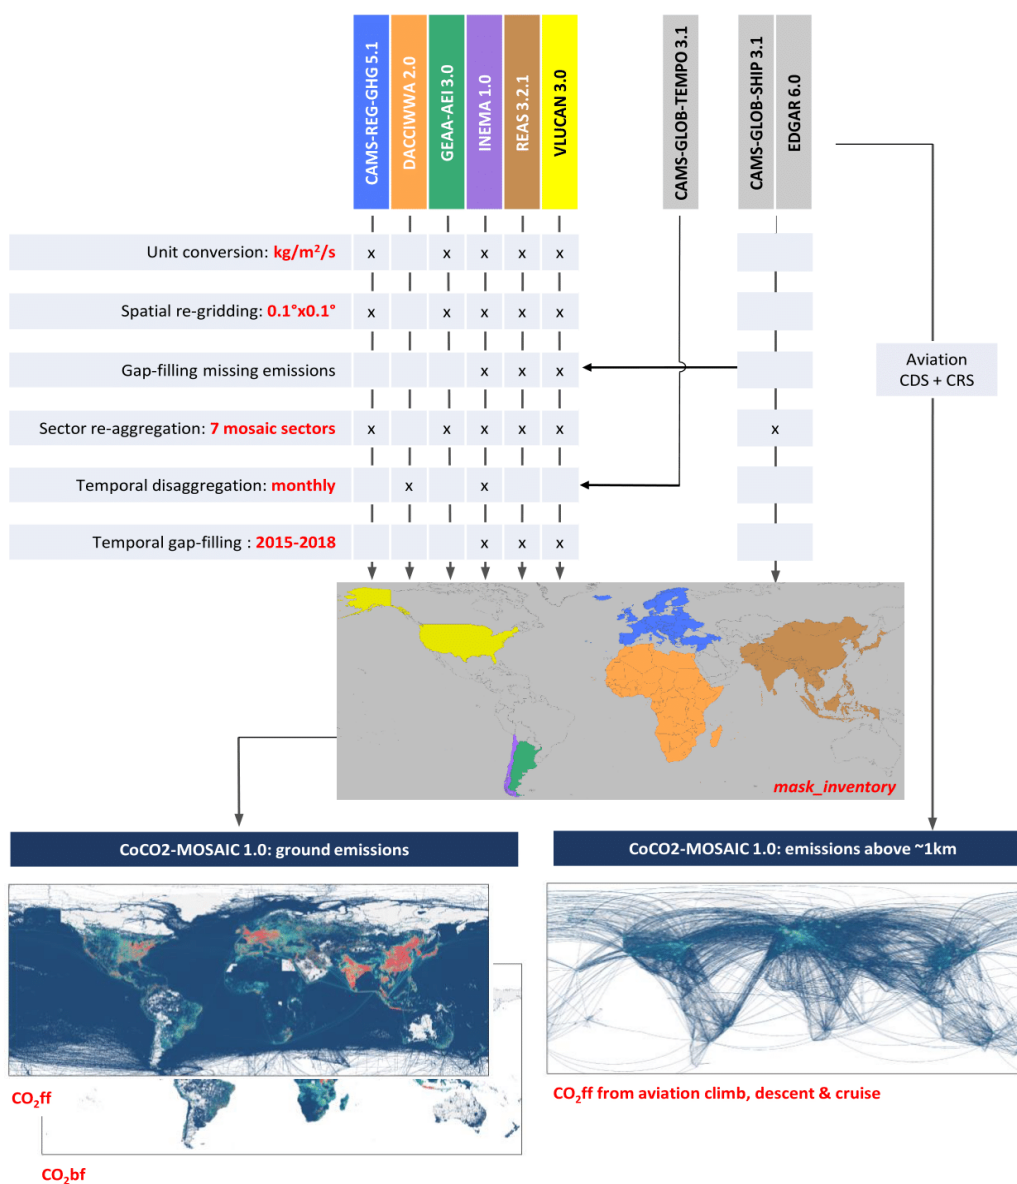 CAMS-REG-GHG 5.1
DACCIWWA 2.0
GEAA-AEI 3.0
INEMA 1.0
REAS 3.2.1
VLUCAN 3.0
CAMS-GLOB-TEMPO 3.1
CAMS-GLOB-SHIP 3.1
EDGAR 6.0
Unit conversion: kg/m²/s
x x x x x
Spatial re-gridding: 0.1°x0.1°
x x x x x
Gap-filling missing emissions
x x x
Aviation
CDS + CRS
Sector re-aggregation: 7 mosaic sectors
x x x x x x
Temporal disaggregation: monthly
x x
Temporal gap-filling : 2015-2018
x x x
mask_inventory
CoCO2-MOSAIC 1.0: ground emissions
CoCO2-MOSAIC 1.0: emissions above ~1km
CO₂ff
CO₂ff from aviation climb, descent & cruise
CO₂bf